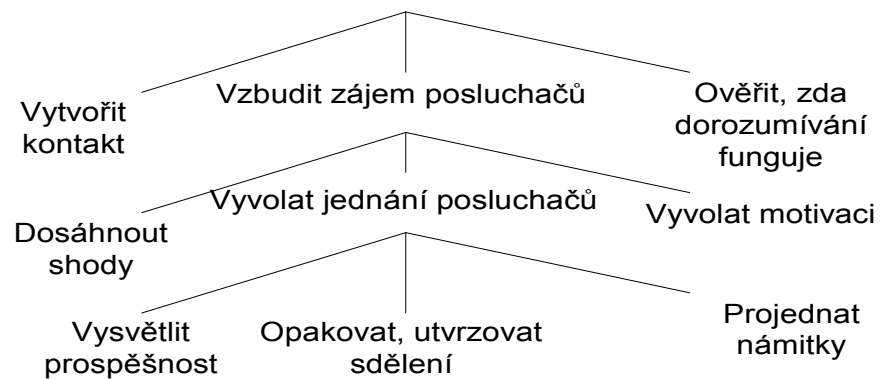 Vytvořit
kontakt
Vzbudit zájem posluchačů
Ověřit, zda
dorozumívání
funguje
Dosáhnout
shody
Vyvolat jednání posluchačů
Vyvolat motivaci
Vysvětlit
prospěšnost
Opakovat, utvrzovat
sdělení
Projednat
námitky